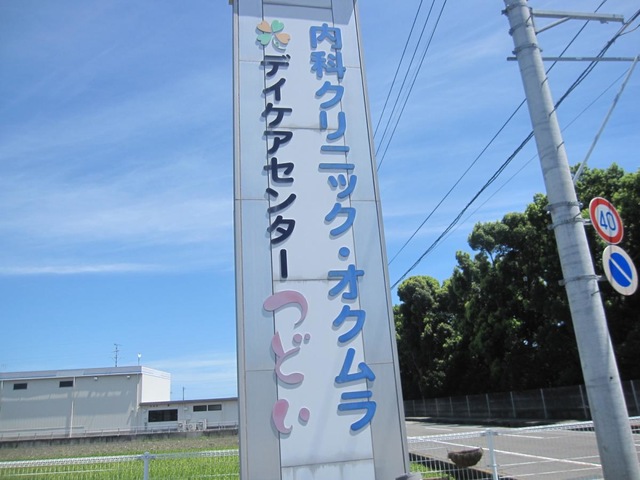 内科クリニック・オクムラ
デイケアセンター
つどい
40